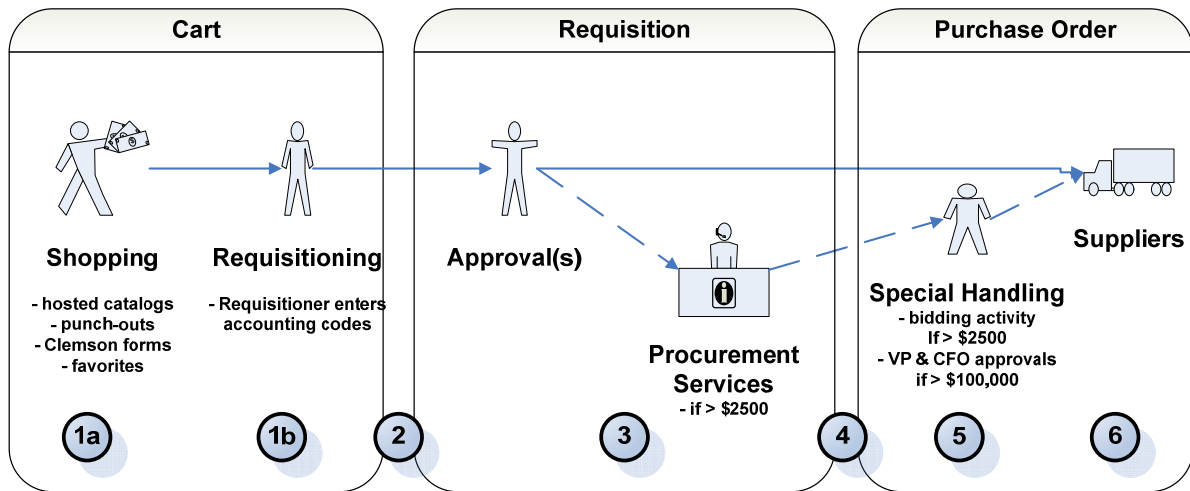 Cart
Requisition
Purchase Order
Shopping
- hosted catalogs
- punch-outs
- Clemson forms
- favorites
Requisitioning
- Requisitioner enters
accounting codes
Approval(s)
i
Procurement
Services
- if > $2500
Special Handling
- bidding activity
If > $2500
- VP & CFO approvals
if > $100,000
Suppliers
1a
1b
2
3
4
5
6